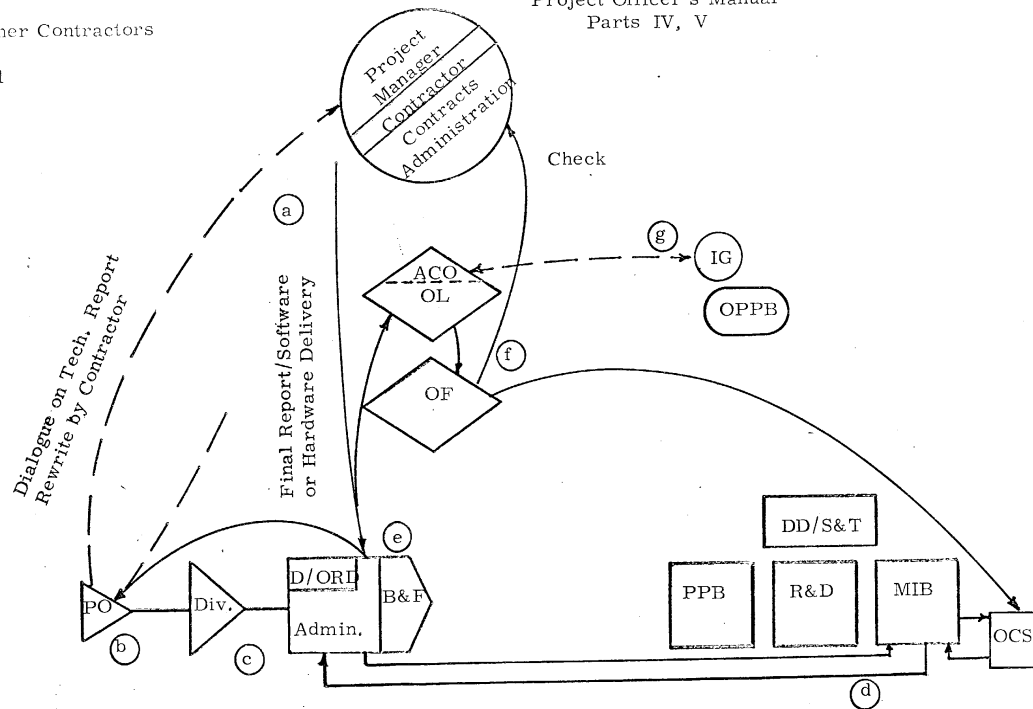 Project Officer's Manual
Parts IV, V
Contractors
Project
Manager
Contractor
Contracts
Administration
Check
a
g
IG
ACO
OL
OPPB
Dialogue on Tech. Report
Rewrite by Contractor
Final Report/Software
or Hardware Delivery
f
OF
e
DD/S&T
D/ORD
B&F
PPB
R&D
MIB
PO
Div.
Admin.
OCS
b
c
d